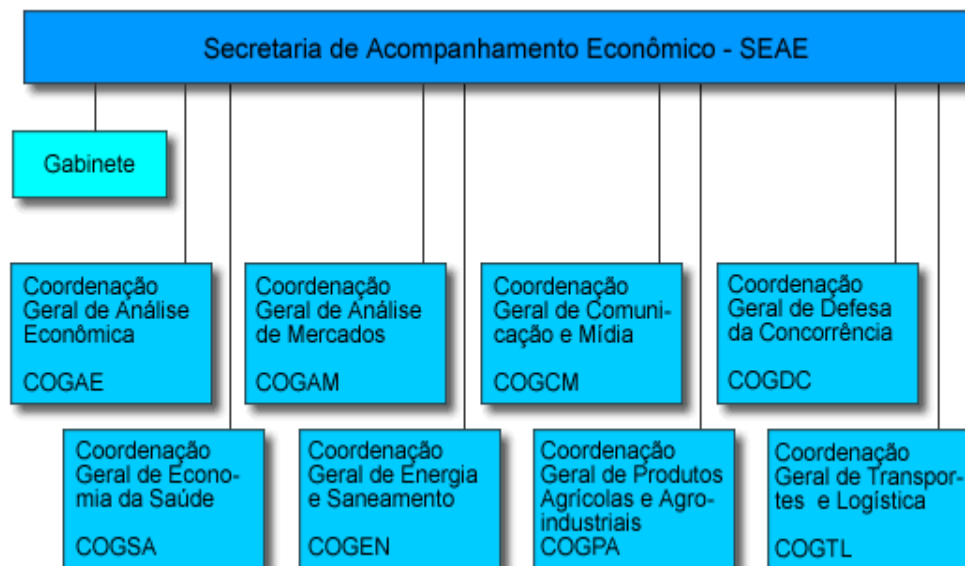 Secretaria de Acompanhamento Econômico - SEAE
Gabinete
Coordenação
Geral de Análise
Econômica
COGAE
Coordenação
Geral de Análise
de Mercados
COGAM
Coordenação
Geral de Comuni-
cação e Mídia
COGCM
Coordenação
Geral de Defesa
da Concorrência
COGDC
Coordenação
Geral de Econo-
mia da Saúde
COGSA
Coordenação
Geral de Energia
e Saneamento
COGEN
Coordenação
Geral de Produtos
Agrícolas e Agro-
industriais
COGPA
Coordenação
Geral de Transpor-
tes e Logística
COGTL